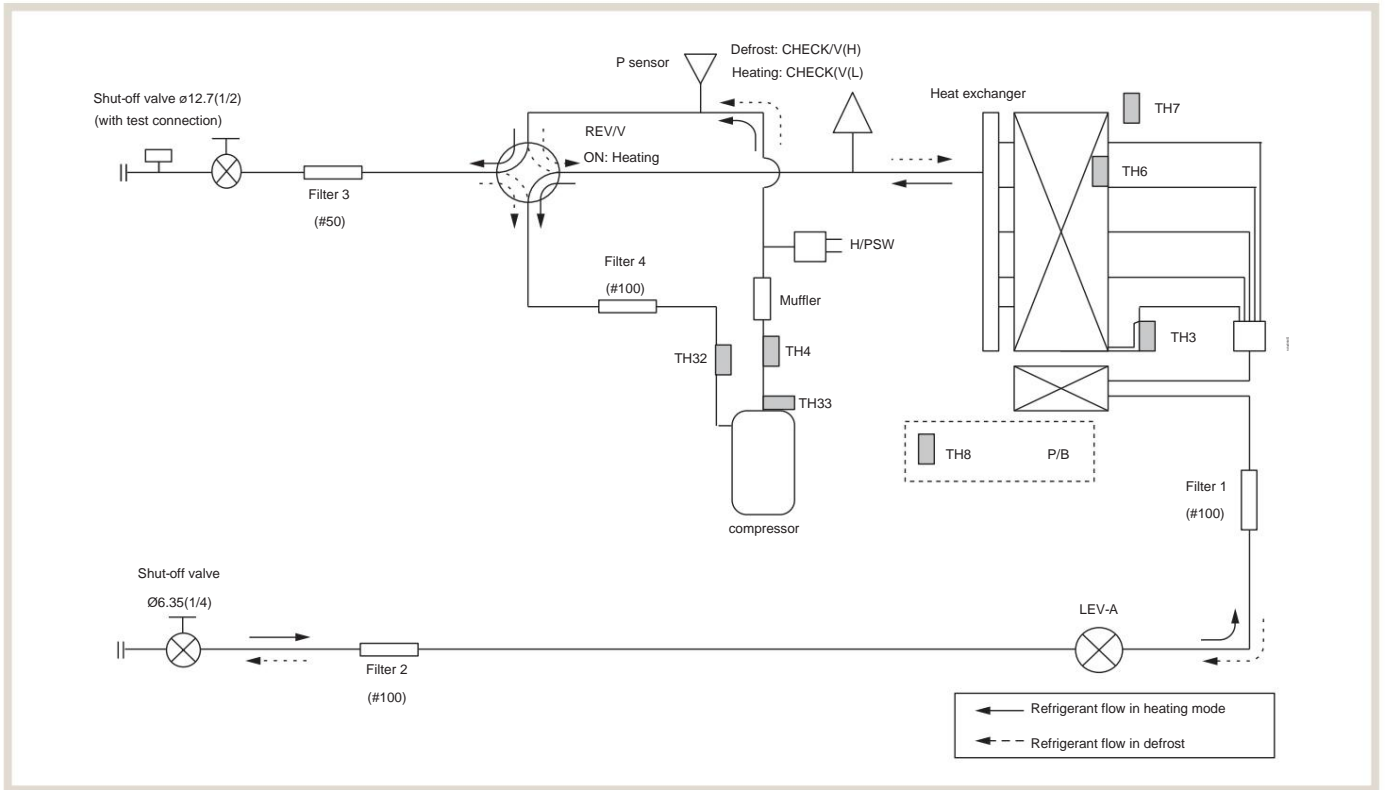 Defrost: CHECK/V(H)
P sensor
Heating: CHECK(V(L)
Shut-off valve ø12.7(1/2)
(with test connection)
Heat exchanger
TH7
REV/V
ON: Heating
TH6
Filter 3
(#50)
H/PSW
Filter 4
(#100)
Muffler
TH32
TH4
TH3
TH33
TH8
P/B
Filter 1
(#100)
compressor
Shut-off valve
Ø6.35(1/4)
LEV-A
Filter 2
(#100)
Refrigerant flow in heating mode
Refrigerant flow in defrost